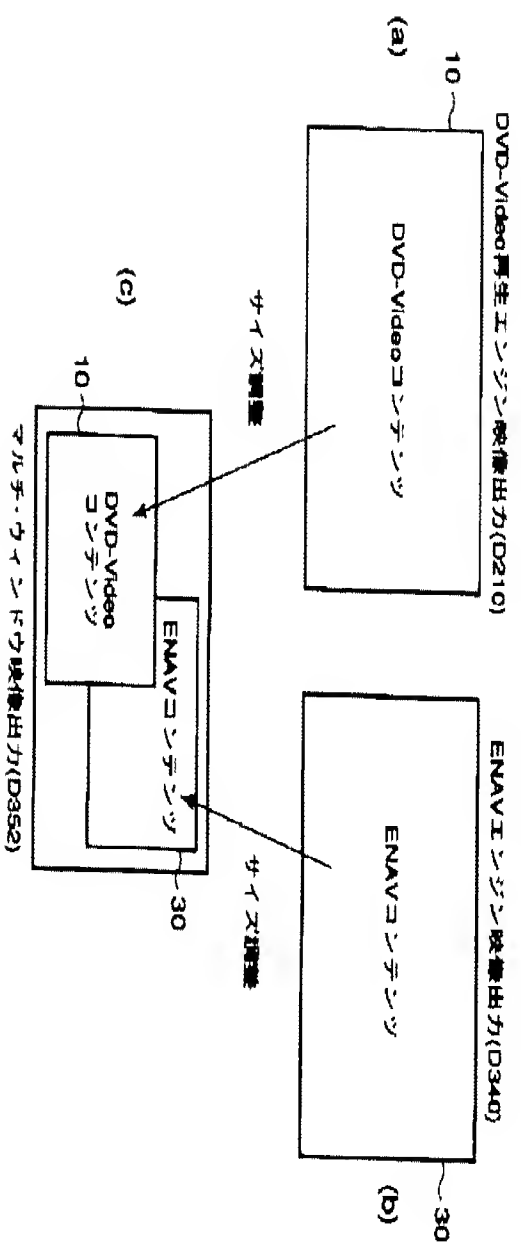 DVD-Video再生エンジン映像出力(D210)
10
(a)
DVD-Videoコンテンツ
サイズ調整
ENAVエンジン映像出力(D340)
ENAVコンテンツ
30
(b)
サイズ調整
(c)
10
DVD-Video
コンテンツ
ENAVコンテンツ
30
マルチ・ウィンドウ映像出力(D352)